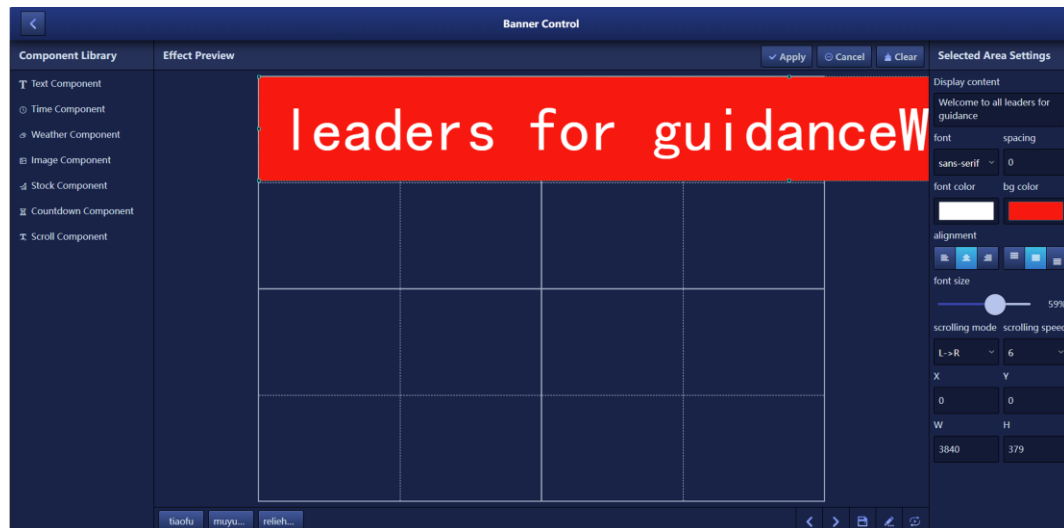 Banner Control
Component Library
Effect Preview
Apply
Cancel
Clear
Selected Area Settings
Text Component
Time Component
Weather Component
Image Component
Stock Component
Countdown Component
Scroll Component
leaders for guidanceW
Display content
Welcome to all leaders for
guidance
font spacing
sans-serif 0
font color bg color
alignment
font size
59%
scrolling mode scrolling speed
L->R 6
X Y
0 0
W H
3840 379
tiaofu muyu... relieh...